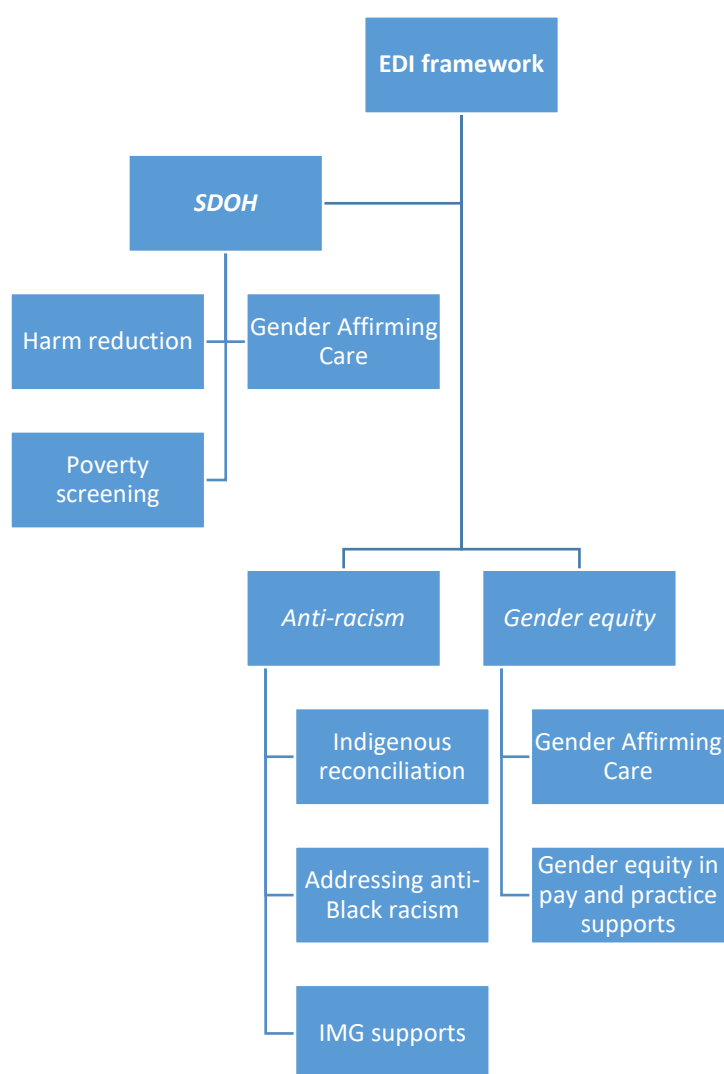 EDI framework
SDOH
Harm reduction
Gender Affirming
Care
Poverty
screening
Anti-racism
Gender equity
Indigenous
reconciliation
Gender Affirming
Care
Addressing anti-
Black racism
Gender equity in
pay and practice
supports
IMG supports